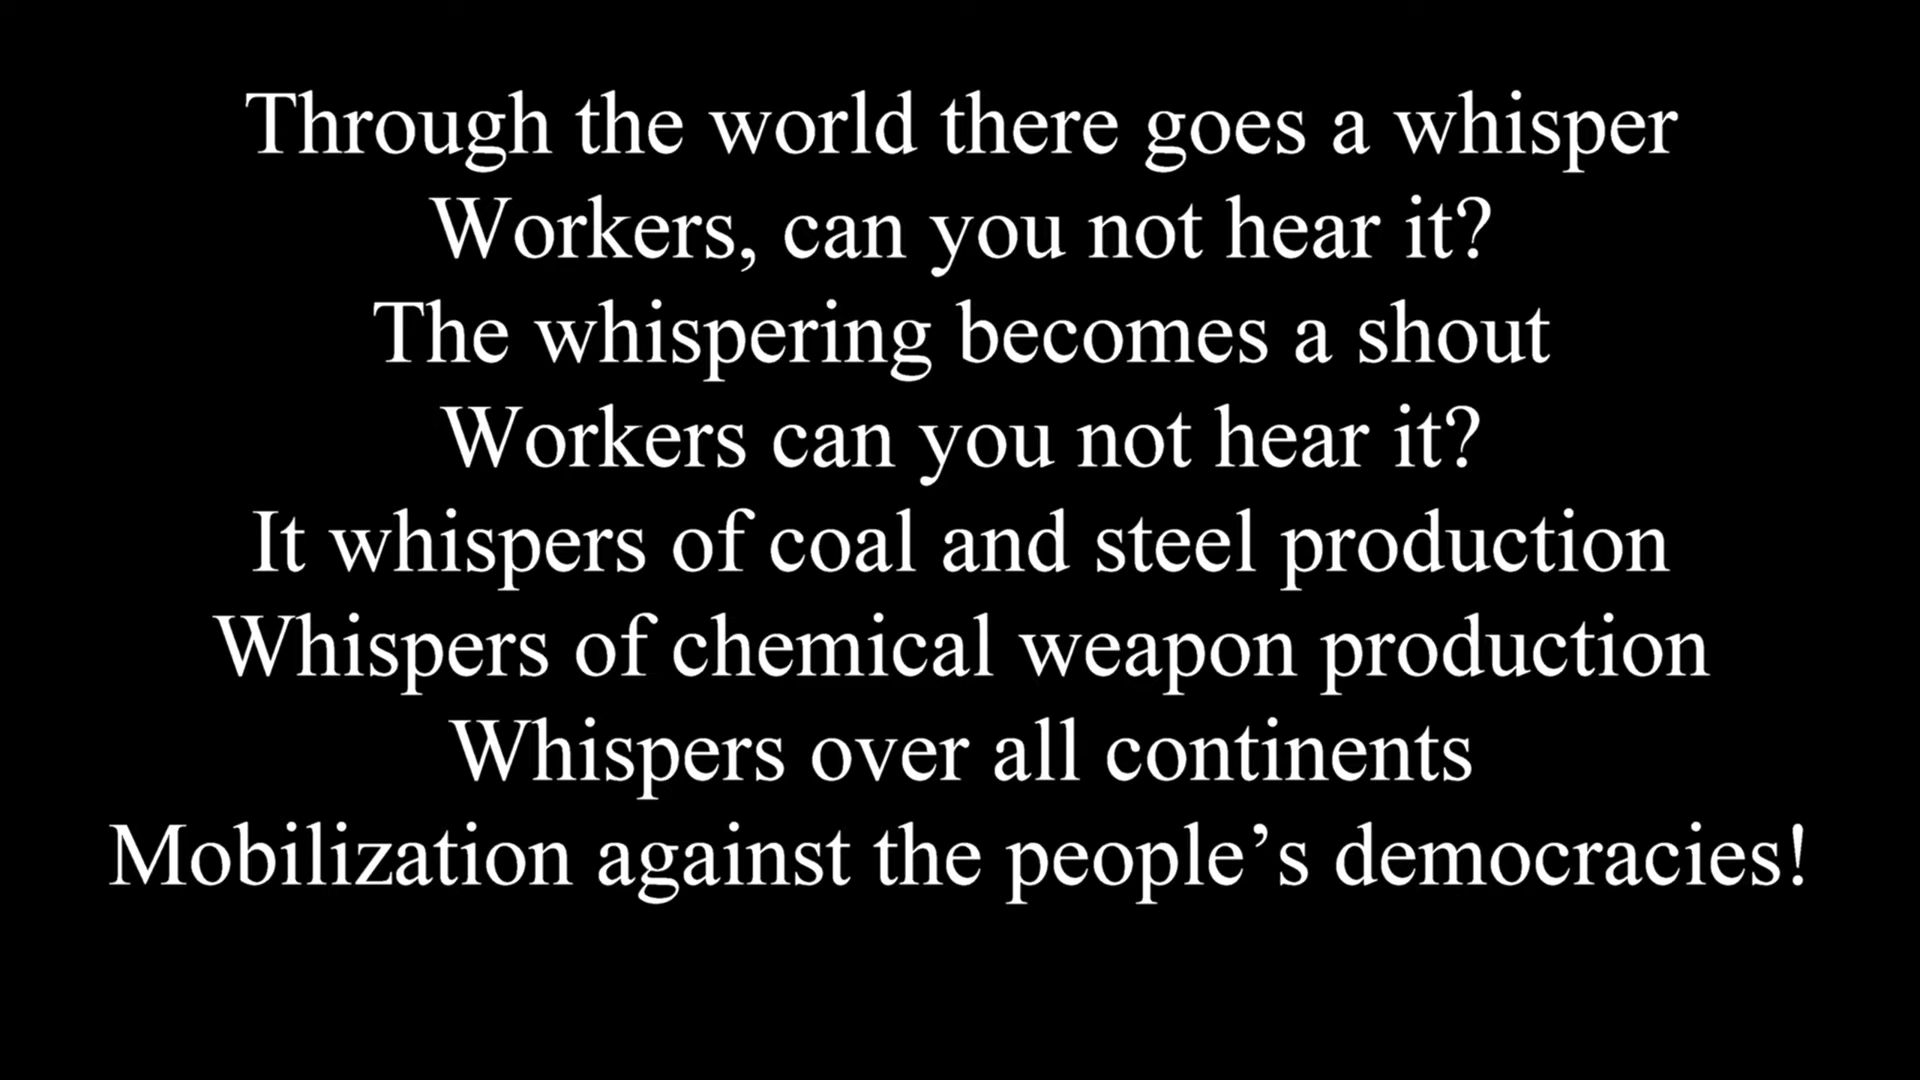 Through the world there goes a whisper
Workers, can you not hear it?
The whispering becomes a shout
Workers can you not hear it?
It whispers of coal and steel production
Whispers of chemical weapon production
Whispers over all continents
Mobilization against the people’s democracies!